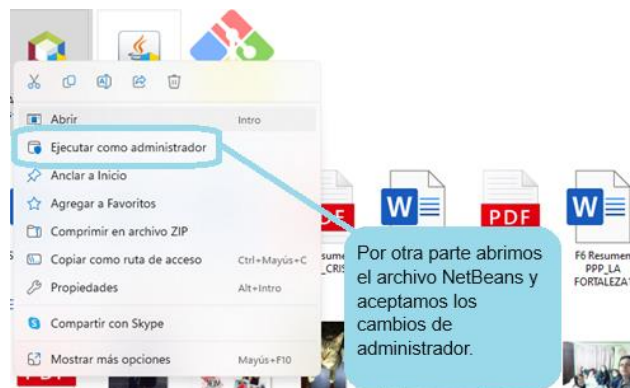 Abrir Intro
Ejecutar como administrador
Anclar a Inicio
Agregar a Favoritos
Comprimir en archivo ZIP
Copiar como ruta de acceso Ctrl+Mayús+C
Propiedades Alt+Intro
Compartir con Skype
Mostrar más opciones Mayús+F10
W
PDF
W
Por otra parte abrimos
el archivo NetBeans y
aceptamos los
cambios de
administrador.
F6 Resumen
PPP_LA
FORTALEZA